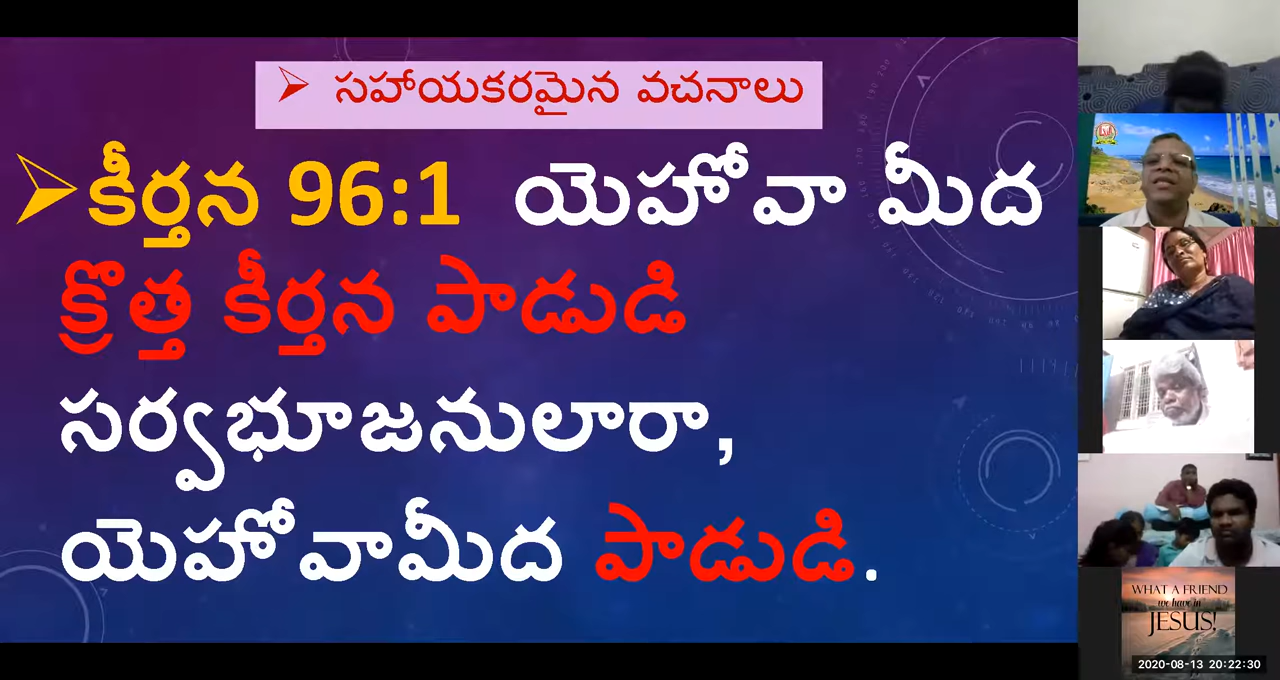 ➢ సహాయకరమైన వచనాలు
➢కీర్తన 96:1 యెహోవా మీద
క్రొత్త కీర్తన పాడుడి
సర్వభూజనులారా,
యెహోవామీద పాడుడి.
WHAT A FRIEND
we have in
JESUS!
2020-08-13 20:22:30